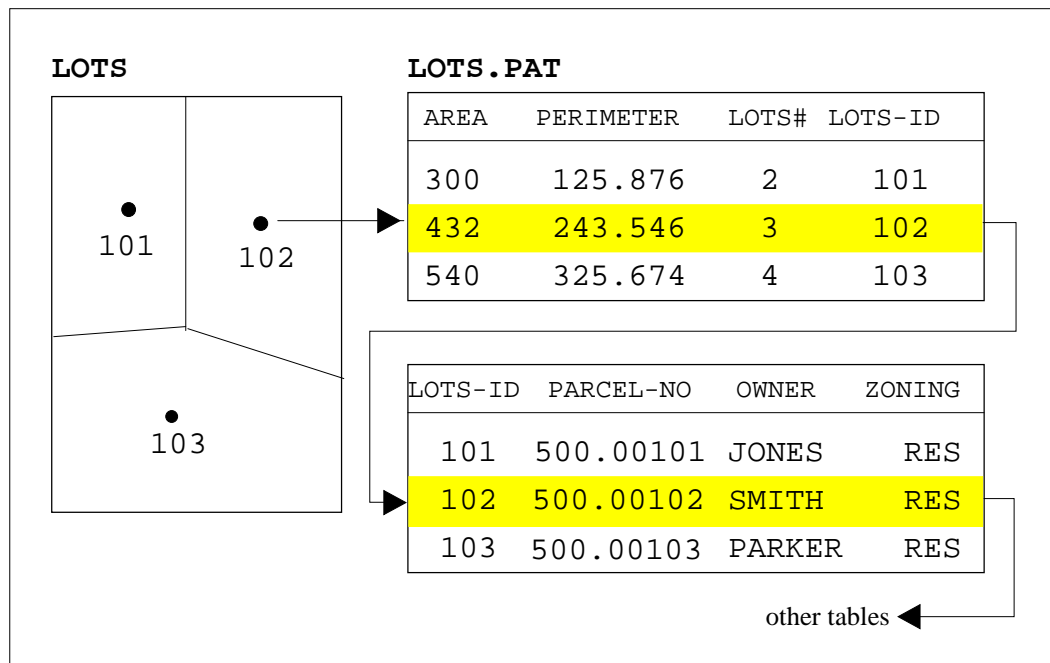 LOTS
101
102
103
LOTS.PAT
AREA PERIMETER LOTS# LOTS-ID
300 125.876 2 101
432 243.546 3 102
540 325.674 4 103
LOTS-ID PARCEL-NO OWNER ZONING
101 500.00101 JONES RES
102 500.00102 SMITH RES
103 500.00103 PARKER RES
other tables